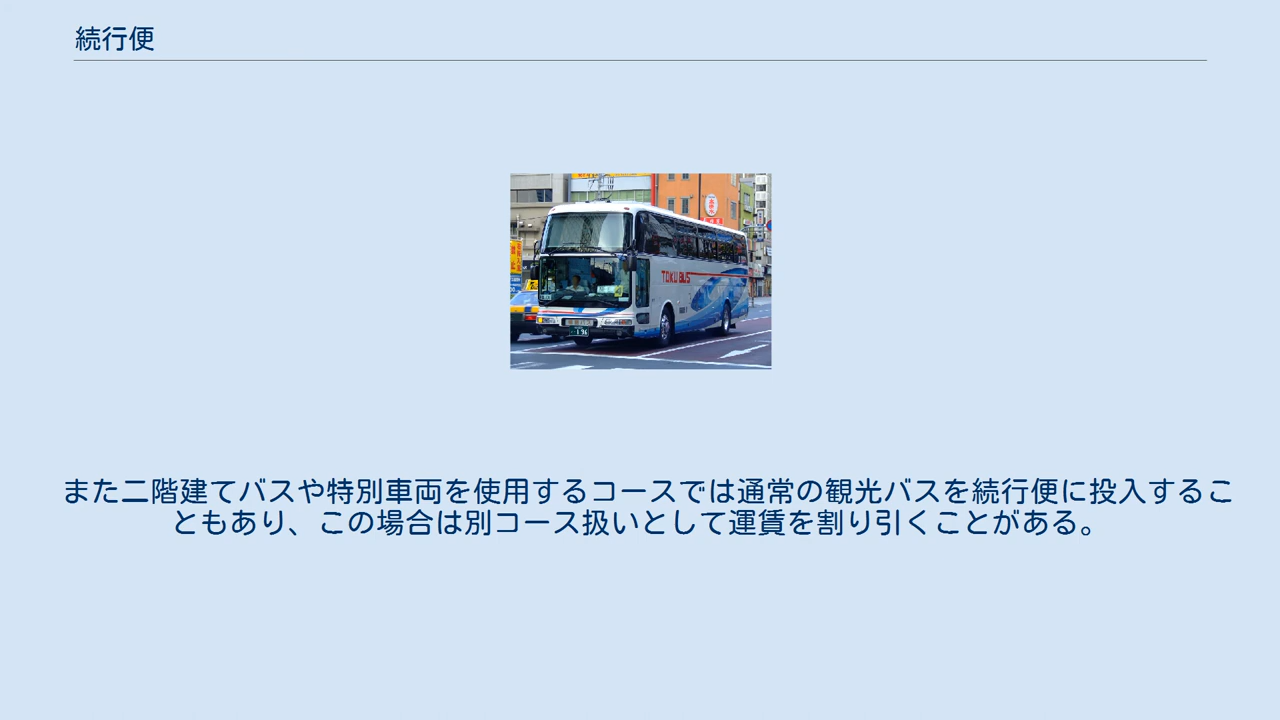 続行便
TOKU BUS
また二階建てバスや特別車両を使用するコースでは通常の観光バスを続行便に投入するこ
ともあり、この場合は別コース扱いとして運賃を割り引くことがある。